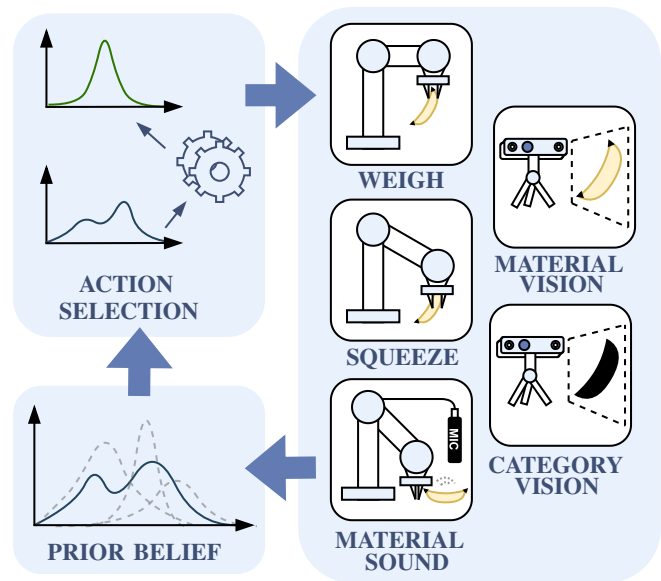 ACTION
SELECTION
PRIOR BELIEF
WEIGH
SQUEEZE
MIC
MATERIAL
SOUND
MATERIAL
VISION
CATEGORY
VISION